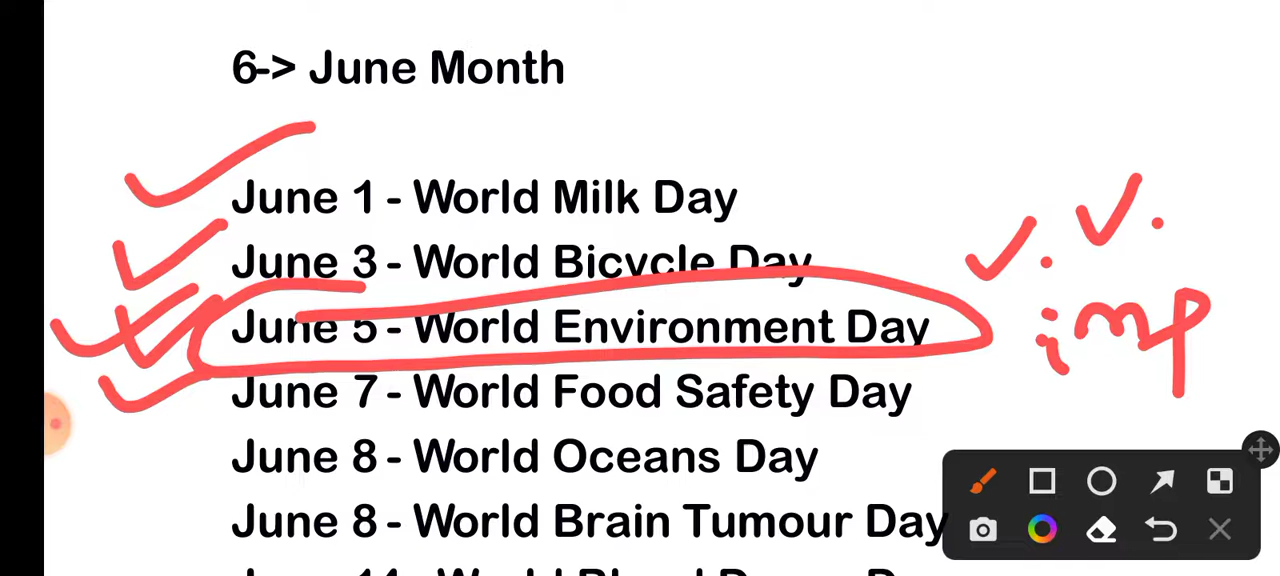 6-> June Month
June 1 - World Milk Day
June 3 - World Bicycle Day
June 5 - World Environment Day
v. v.
imp
June 7 - World Food Safety Day
June 8 - World Oceans Day
June 8 - World Brain Tumour Day